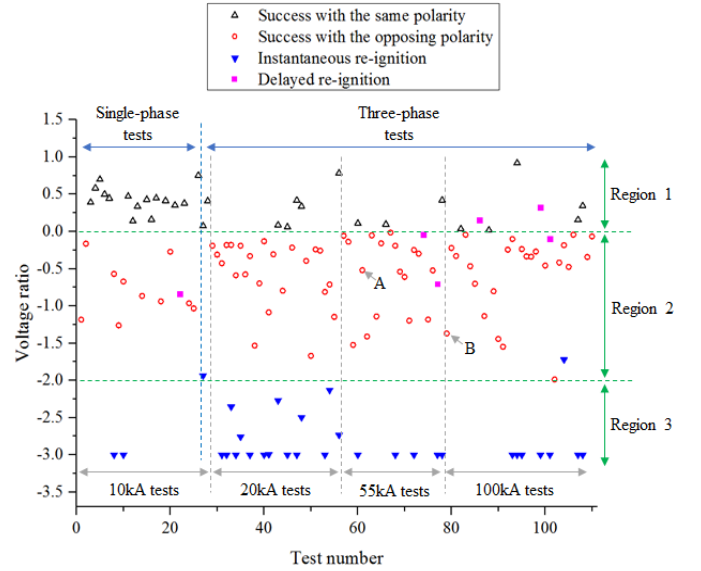 Success with the same polarity
Success with the opposing polarity
Instantaneous re-ignition
Delayed re-ignition
Single-phase
tests
Three-phase
tests
1.5
1.0
0.5
0.0
-0.5
-1.0
-1.5
-2.0
-2.5
-3.0
-3.5
Voltage ratio
Region 1
Region 2
Region 3
A
B
10kA tests
20kA tests
55kA tests
100kA tests
0
20
40
60
80
100
Test number